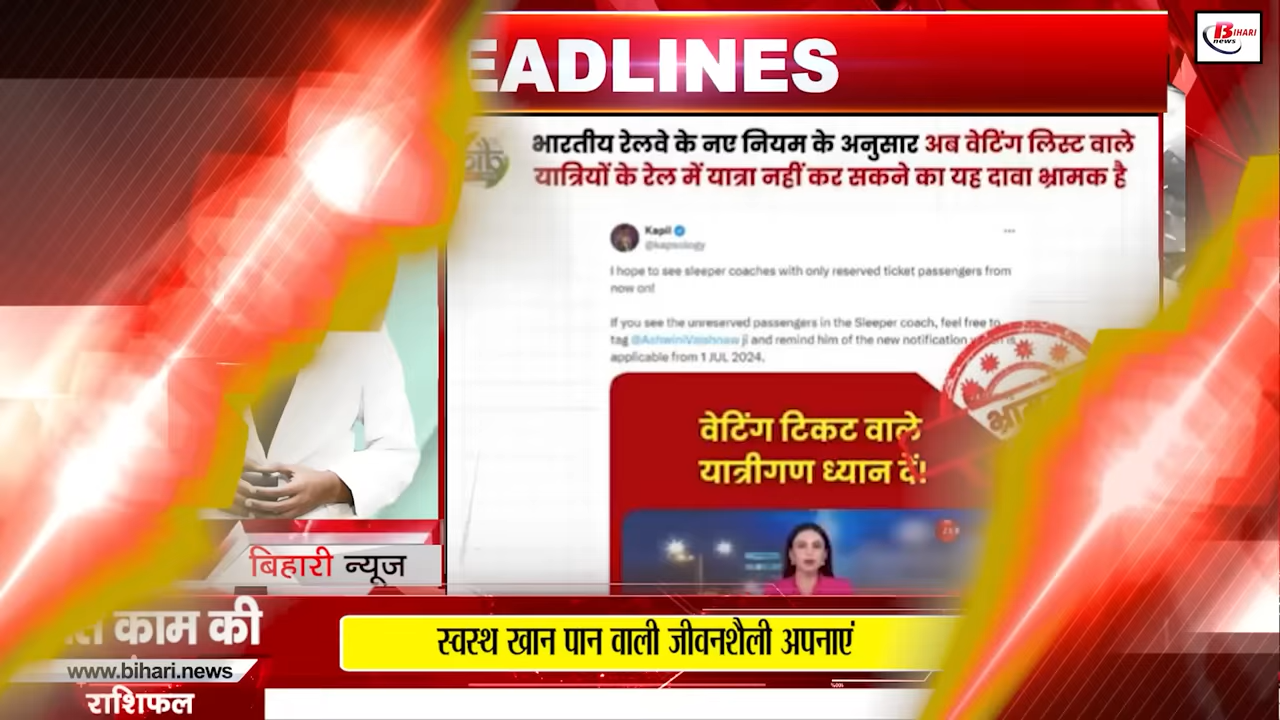 EADLINES
BIHARI
news
भारतीय रेलवे के नए नियम के अनुसार अब वेटिंग लिस्ट वाले
यात्रियों के रेल में यात्रा नहीं कर सकने का यह दावा भ्रामक है
Kapil
@kapsology
I hope to see sleeper coaches with only reserved ticket passengers from
now on!
If you see the unreserved passengers in the Sleeper coach, feel free to
tag @AshwiniVaishnaw ji and remind him of the new notification
applicable from 1 JUL 2024.
वेटिंग टिकट वाले
यात्रीगण ध्यान दें!
बिहारी न्यूज
काम की
www.bihari.news
राशिफल
स्वस्थ खान पान वाली जीवनशैली अपनाएं